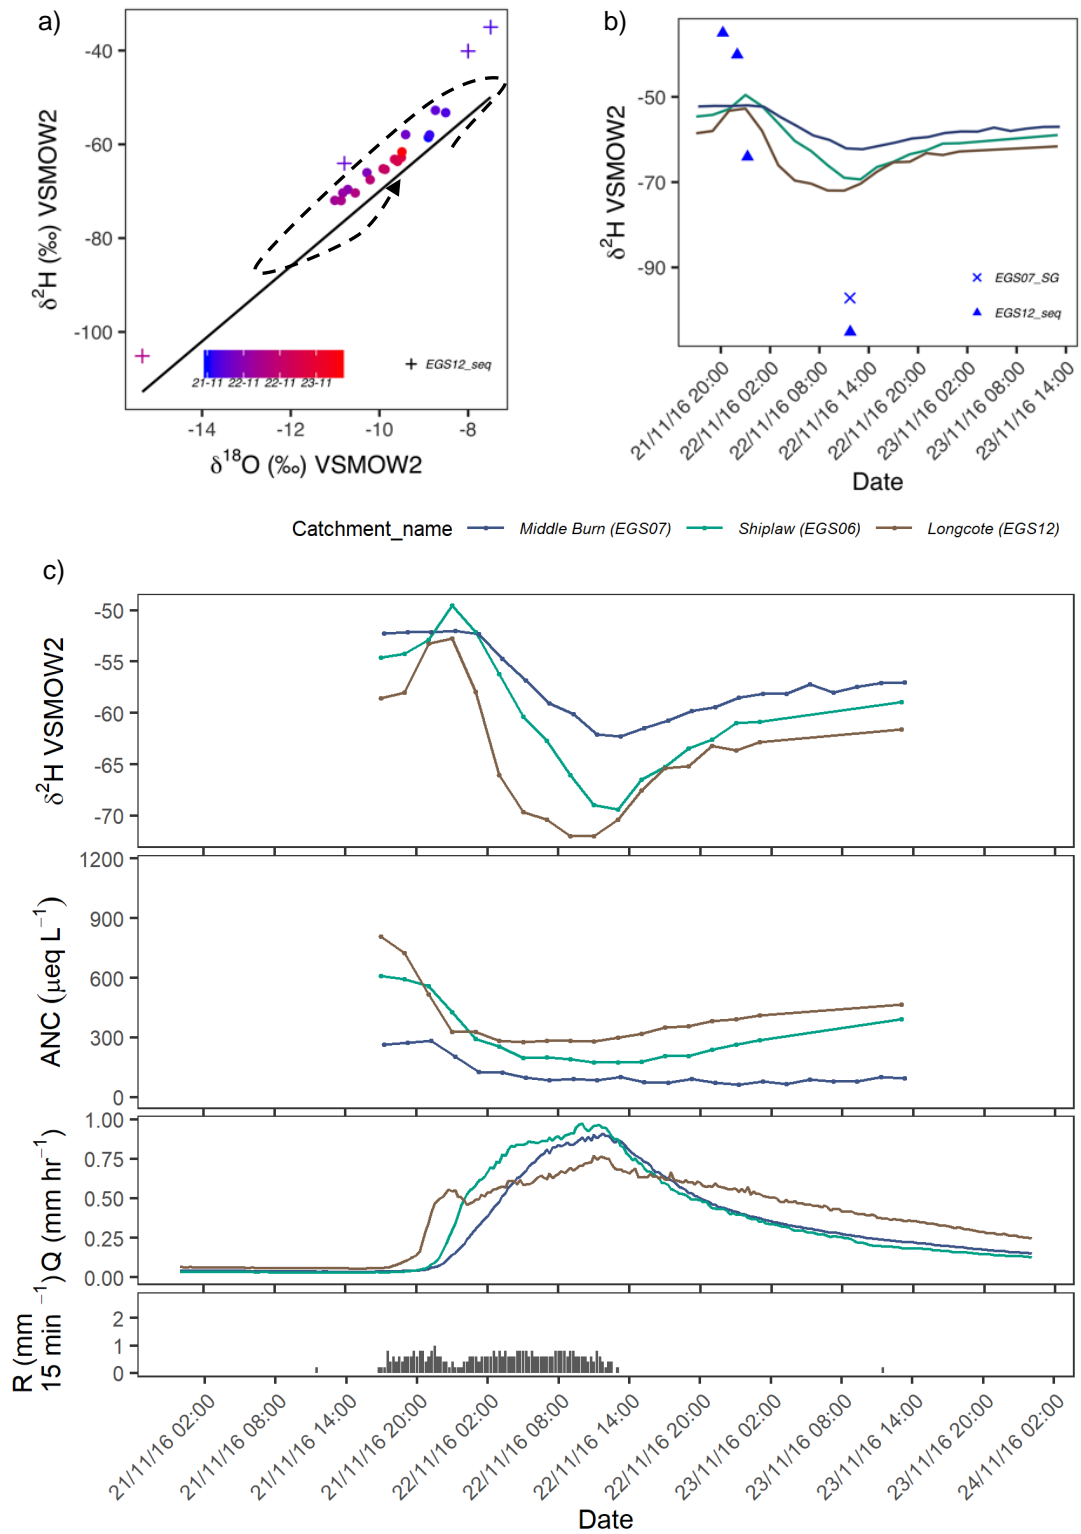 a)
δ²H (‰) VSMOW2
-40
-60
-80
-100
21-11 22-11 22-11 23-11
EGS12_seq
-14 -12 -10 -8
δ¹⁸O (‰) VSMOW2
b)
δ²H VSMOW2
-50
-70
-90
EGS07_SG
EGS12_seq
21/11/16 20:00
22/11/16 02:00
22/11/16 08:00
22/11/16 14:00
22/11/16 20:00
23/11/16 02:00
23/11/16 08:00
23/11/16 14:00
Date
Catchment_name Middle Burn (EGS07) Shiplaw (EGS06) Longcote (EGS12)
c)
δ²H VSMOW2
-50
-55
-60
-65
-70
ANC (µeq L⁻¹)
1200
900
600
300
0
Q (mm hr⁻¹)
1.00
0.75
0.50
0.25
0.00
R (mm
15 min⁻¹)
2
1
0
21/11/16 02:00
21/11/16 08:00
21/11/16 14:00
21/11/16 20:00
22/11/16 02:00
22/11/16 08:00
22/11/16 14:00
22/11/16 20:00
23/11/16 02:00
23/11/16 08:00
23/11/16 14:00
23/11/16 20:00
24/11/16 02:00
Date